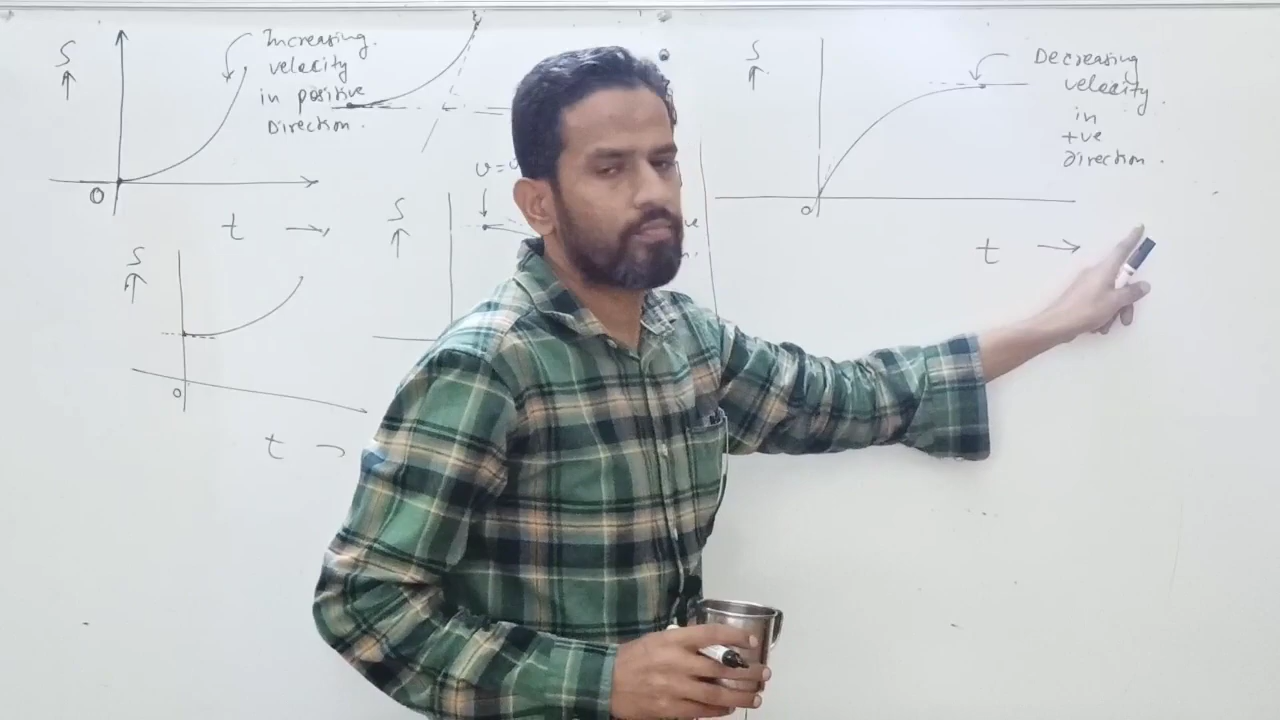 S
↑
Increasing
velocity
in positive
Direction.
0
t →
S
↑
0
t →
v=
S
↑
S
↑
Decreasing
velocity.
in
+ve
Direction.
0
t →